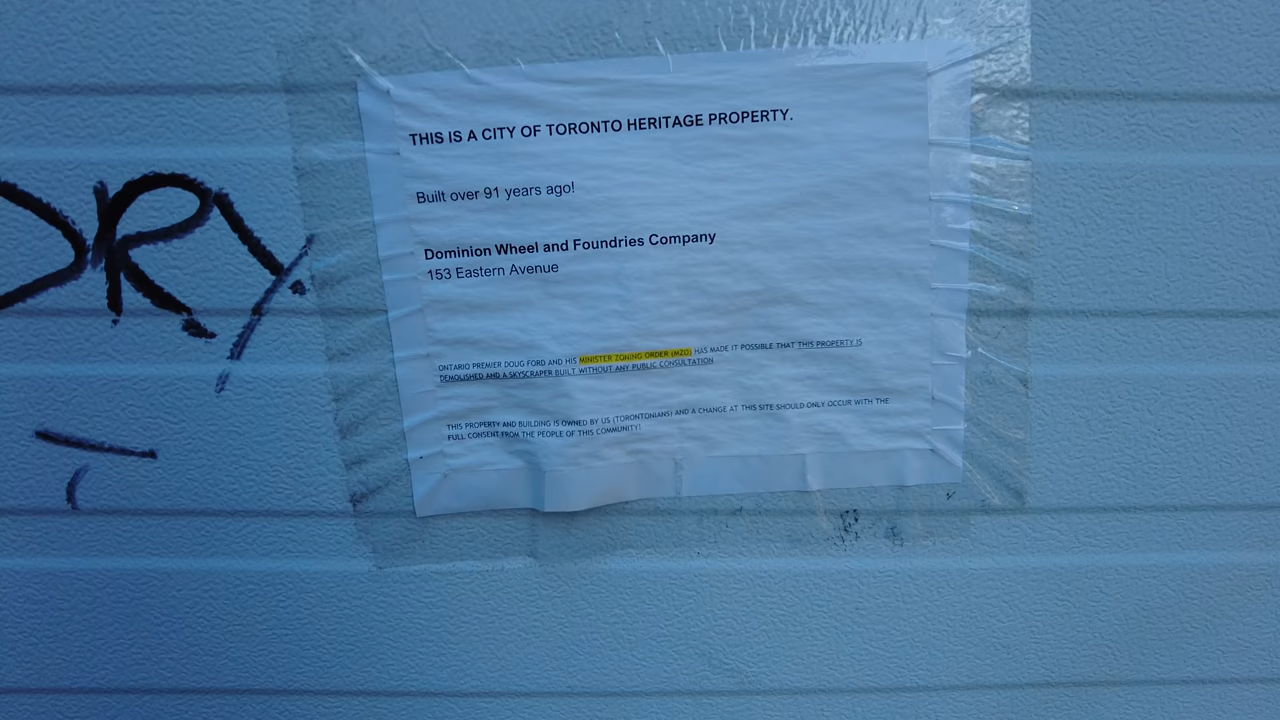 THIS IS A CITY OF TORONTO HERITAGE PROPERTY.
Built over 91 years ago!
Dominion Wheel and Foundries Company
153 Eastern Avenue
ONTARIO PREMIER DOUG FORD AND HIS MINISTER ZONING ORDER (MZO) HAS MADE IT POSSIBLE THAT THIS PROPERTY IS
DEMOLISHED AND A SKYSCRAPER BUILT WITHOUT ANY PUBLIC CONSULTATION
THIS PROPERTY AND BUILDING IS OWNED BY US (TORONTONIANS) AND A CHANGE AT THIS SITE SHOULD ONLY OCCUR WITH THE
FULL CONSENT FROM THE PEOPLE OF THIS COMMUNITY!